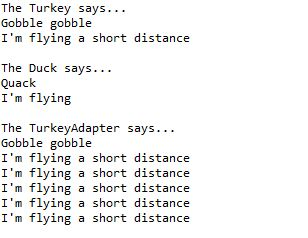 The Turkey says...
Gobble gobble
I'm flying a short distance
The Duck says...
Quack
I'm flying
The TurkeyAdapter says...
Gobble gobble
I'm flying a short distance
I'm flying a short distance
I'm flying a short distance
I'm flying a short distance
I'm flying a short distance